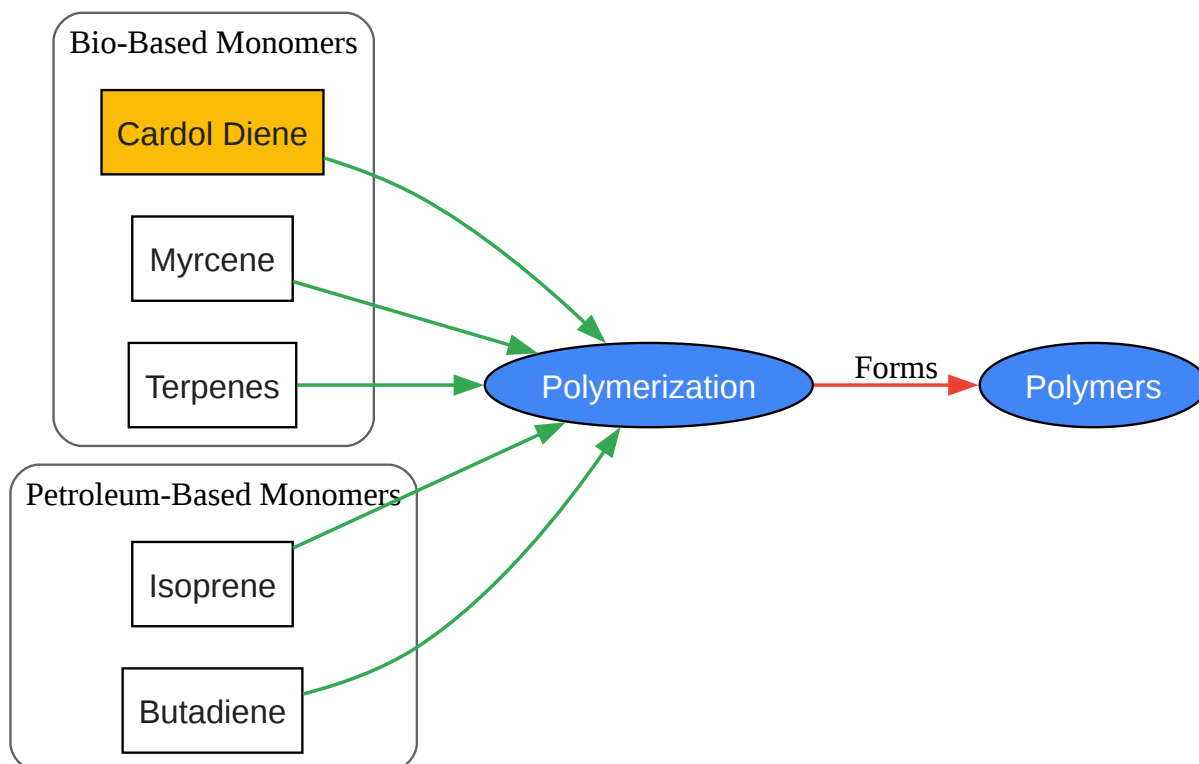 Bio-Based Monomers
Cardol Diene
Myrcene
Terpenes
Polymerization
Forms
Polymers
Petroleum-Based Monomers
Isoprene
Butadiene